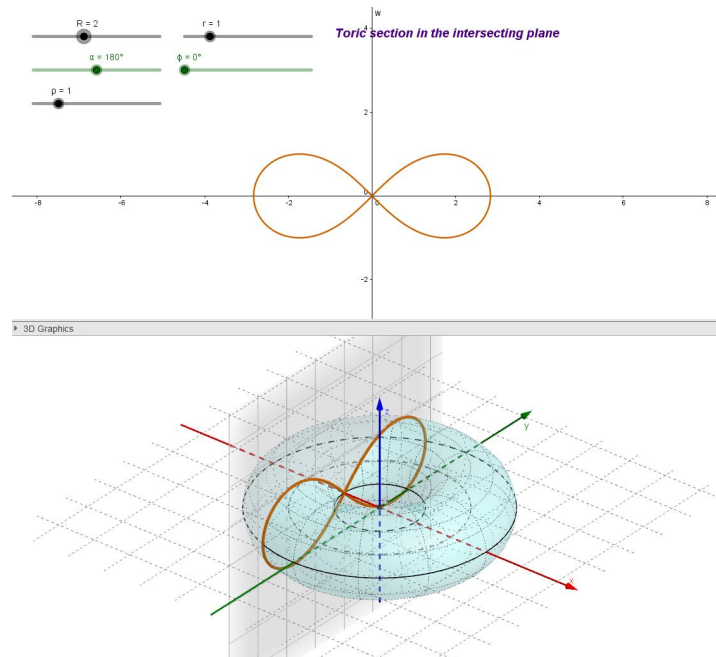 R = 2
r = 1
w
Toric section in the intersecting plane
4
α = 180°
ϕ = 0°
ρ = 1
2
0
-8
-6
-4
-2
0
2
4
6
8
-2
3D Graphics
z
y
x